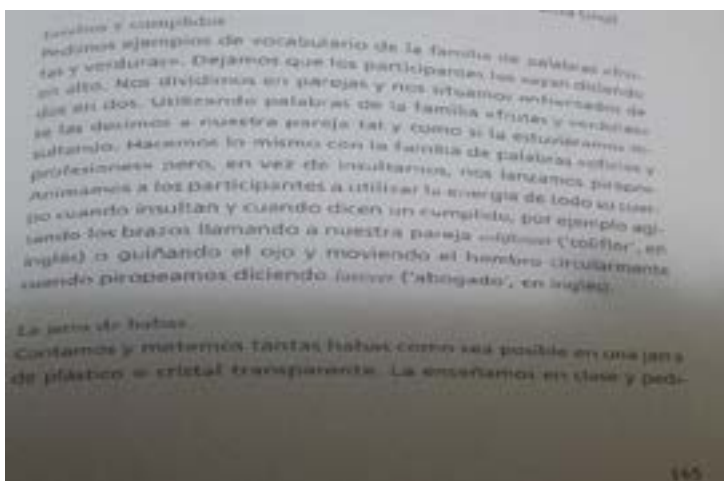 Insultos y cumplidos
Pedimos ejemplos de vocabulario de la familia de palabras «fru-
tas y verduras». Dejamos que los participantes los vayan diciendo
en alto. Nos dividimos en parejas y nos situamos enfrentados de
dos en dos. Utilizando palabras de la familia «frutas y verduras»
se las decimos a nuestra pareja tal y como si la estuviéramos in-
sultando. Hacemos lo mismo con la familia de palabras «oficios y
profesiones» pero, en vez de insultarnos, nos lanzamos piropos.
Animamos a los participantes a utilizar la energía de todo su cuer-
po cuando insultan y cuando dicen un cumplido, por ejemplo agi-
tando los brazos llamando a nuestra pareja ('coliflor', en
inglés) o guiñando el ojo y moviendo el hombro circularmente
cuando piropeamos diciendo lawyer ('abogado', en inglés).
La jarra de habas
Contamos y metemos tantas habas como sea posible en una jarra
de plástico o cristal transparente. La enseñamos en clase y pedi-
165